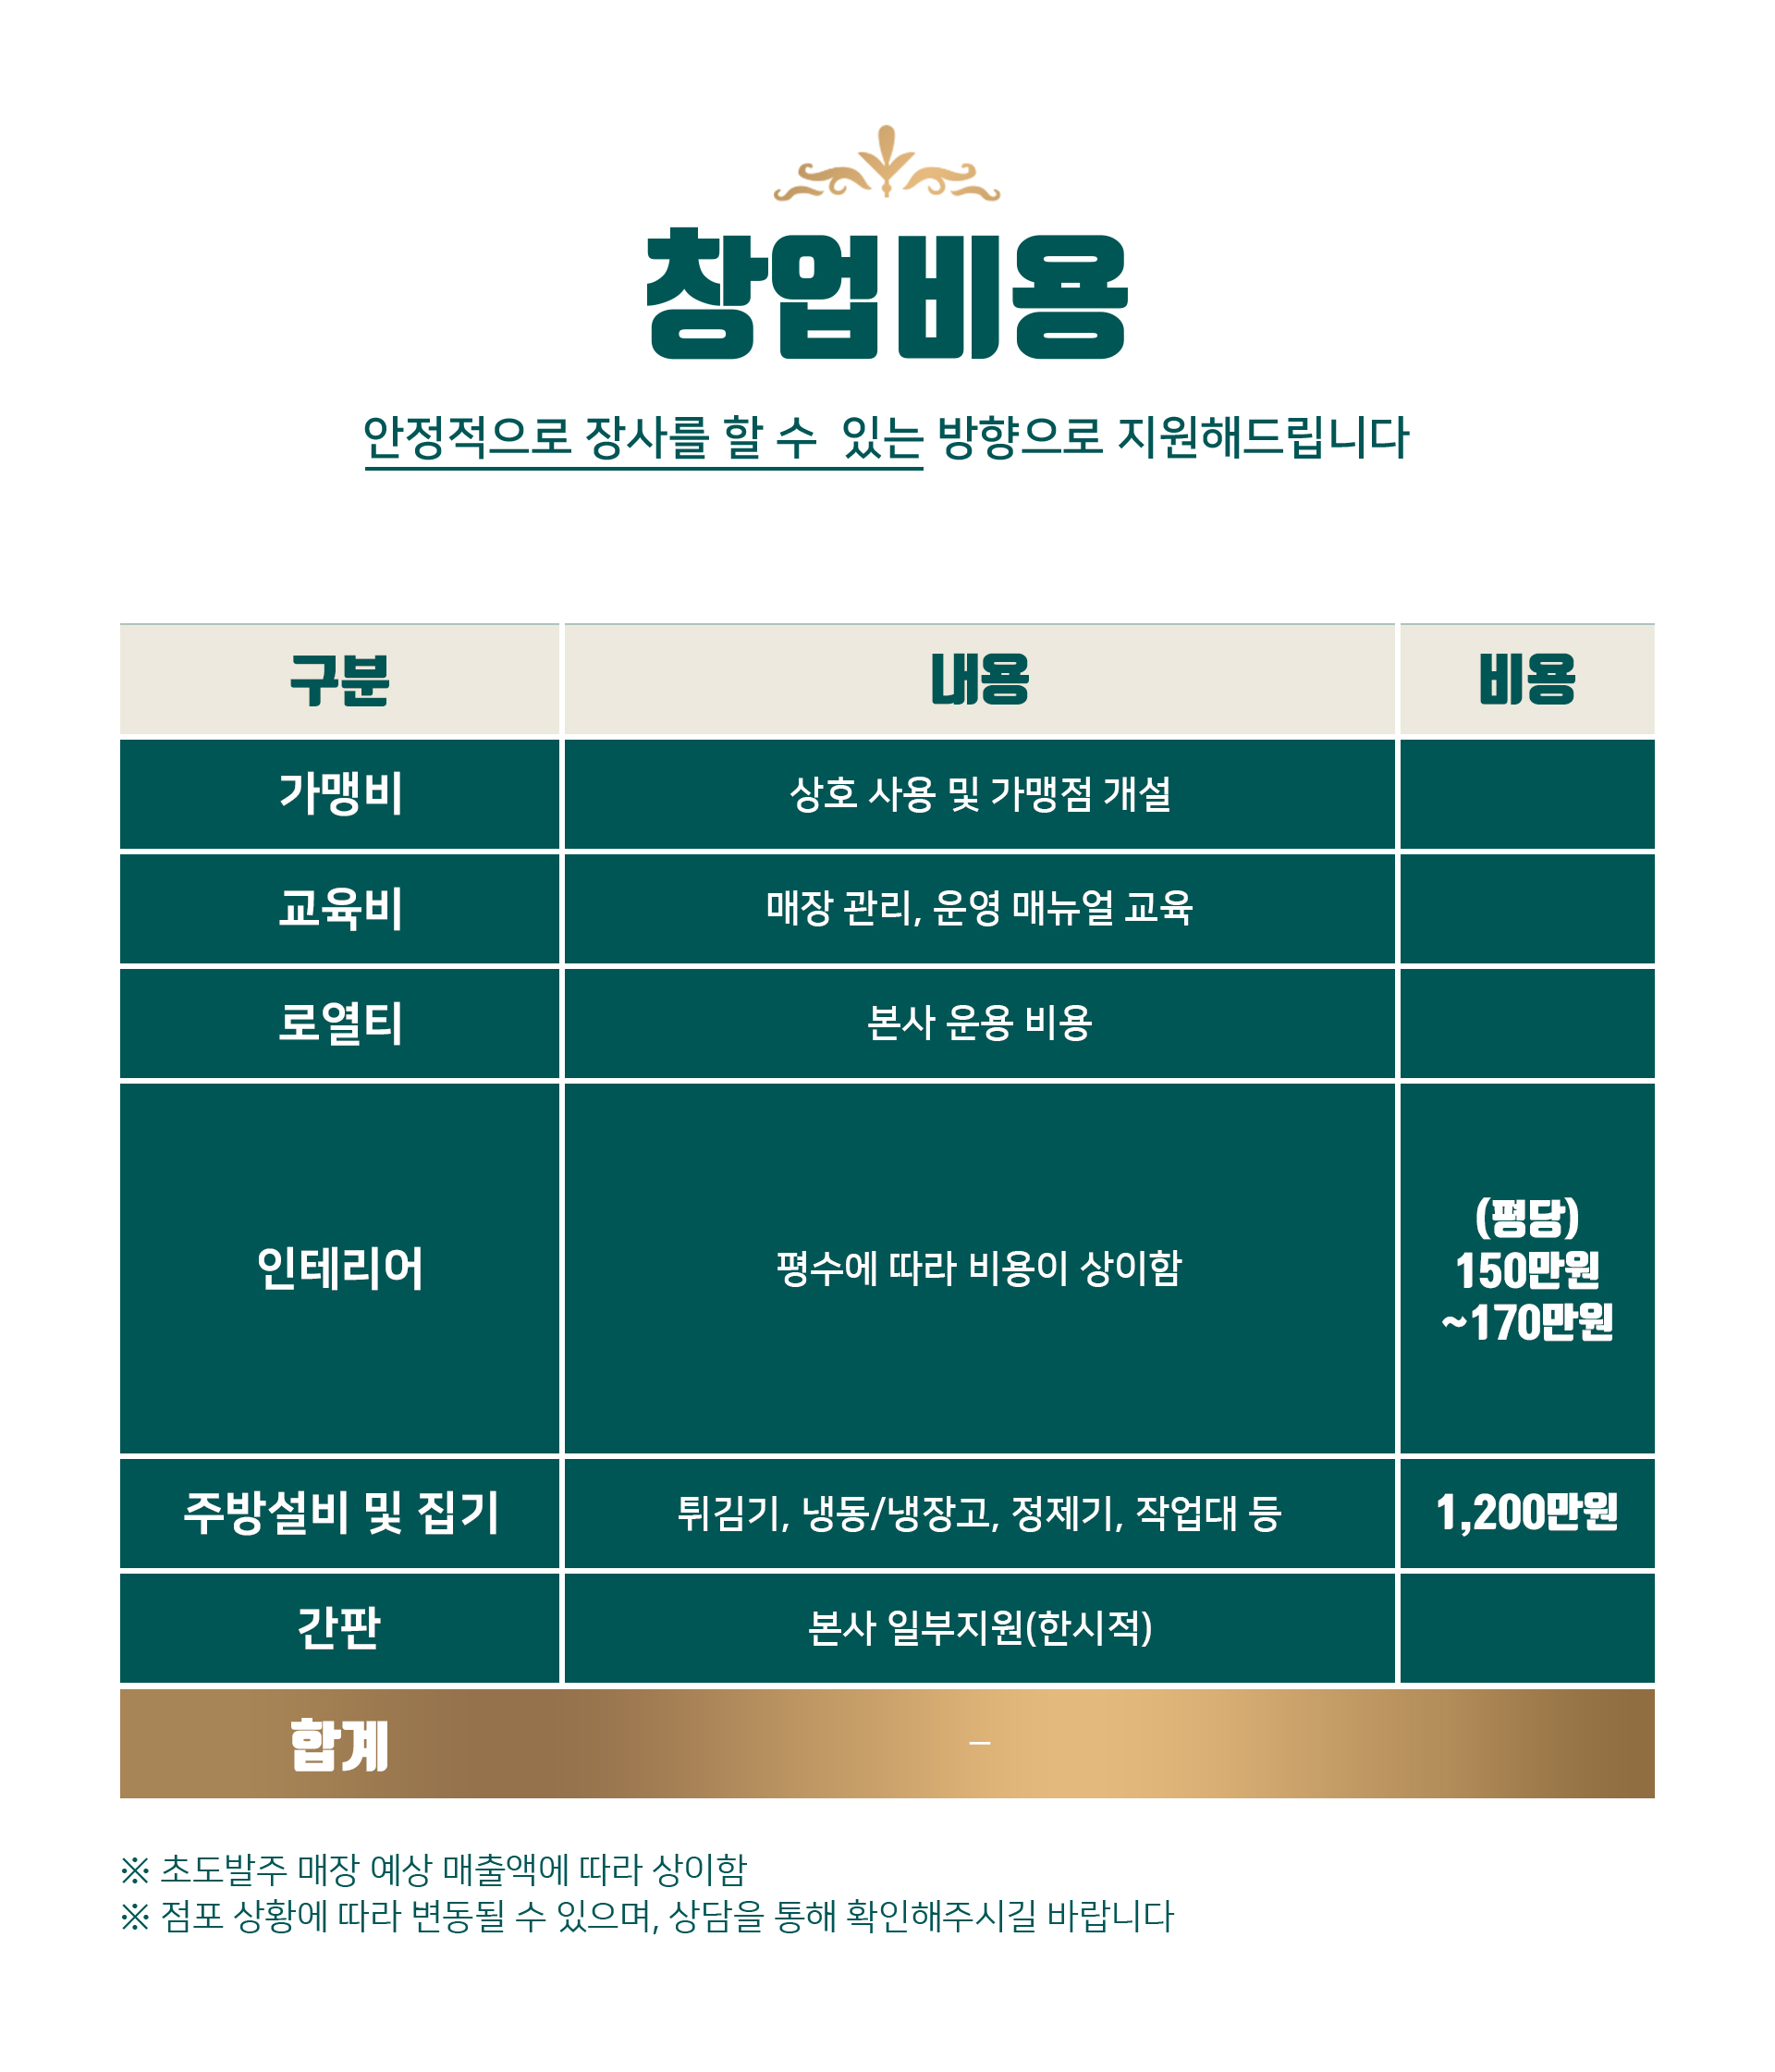 창업비용
안정적으로 장사를 할 수 있는 방향으로 지원해드립니다
구분 내용 비용
가맹비 상호 사용 및 가맹점 개설
교육비 매장 관리, 운영 매뉴얼 교육
로열티 본사 운용 비용
인테리어 평수에 따라 비용이 상이함 (평당)
150만원
~170만원
주방설비 및 집기 튀김기, 냉동/냉장고, 정제기, 작업대 등 1,200만원
간판 본사 일부지원(한시적)
합계 –
※ 초도발주 매장 예상 매출액에 따라 상이함
※ 점포 상황에 따라 변동될 수 있으며, 상담을 통해 확인해주시길 바랍니다